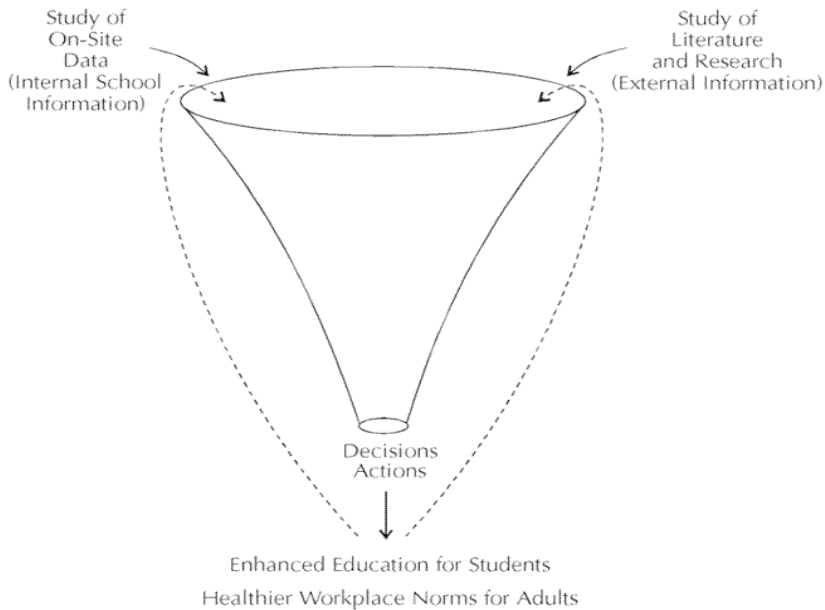 Study of
On-Site
Data
(Internal School
Information)
Study of
Literature
and Research
(External Information)
Decisions
Actions
Enhanced Education for Students
Healthier Workplace Norms for Adults